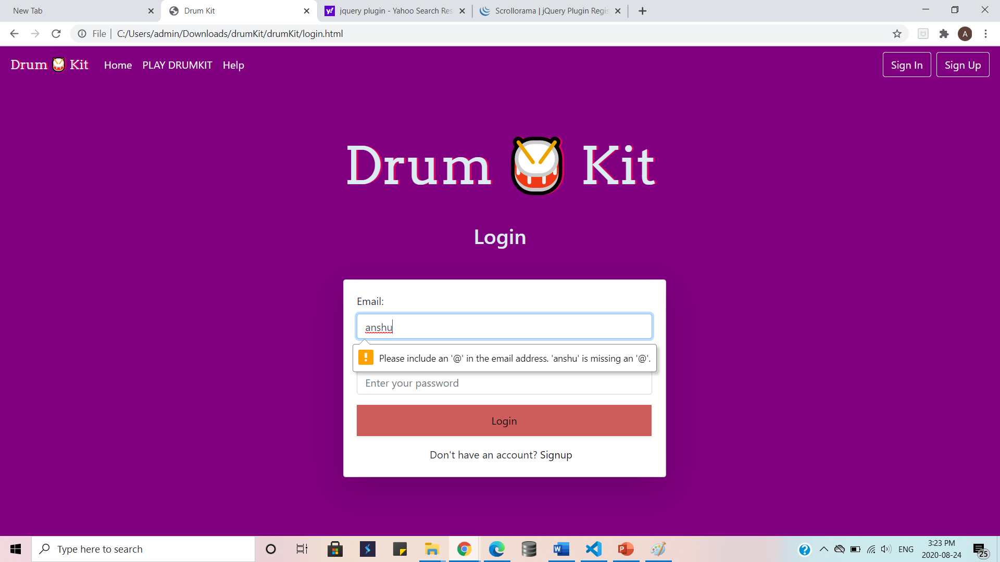 New Tab
Drum Kit
jquery plugin - Yahoo Search Res
Scrollorama | jQuery Plugin Regis
File
C:/Users/admin/Downloads/drumKit/drumKit/login.html
A
Drum 🥁 Kit
Home
PLAY DRUMKIT
Help
Sign In
Sign Up
Drum 🥁 Kit
Login
Email:
anshu
Please include an '@' in the email address. 'anshu' is missing an '@'.
Enter your password
Login
Don't have an account? Signup
Type here to search
ENG
3:23 PM
2020-08-24
25